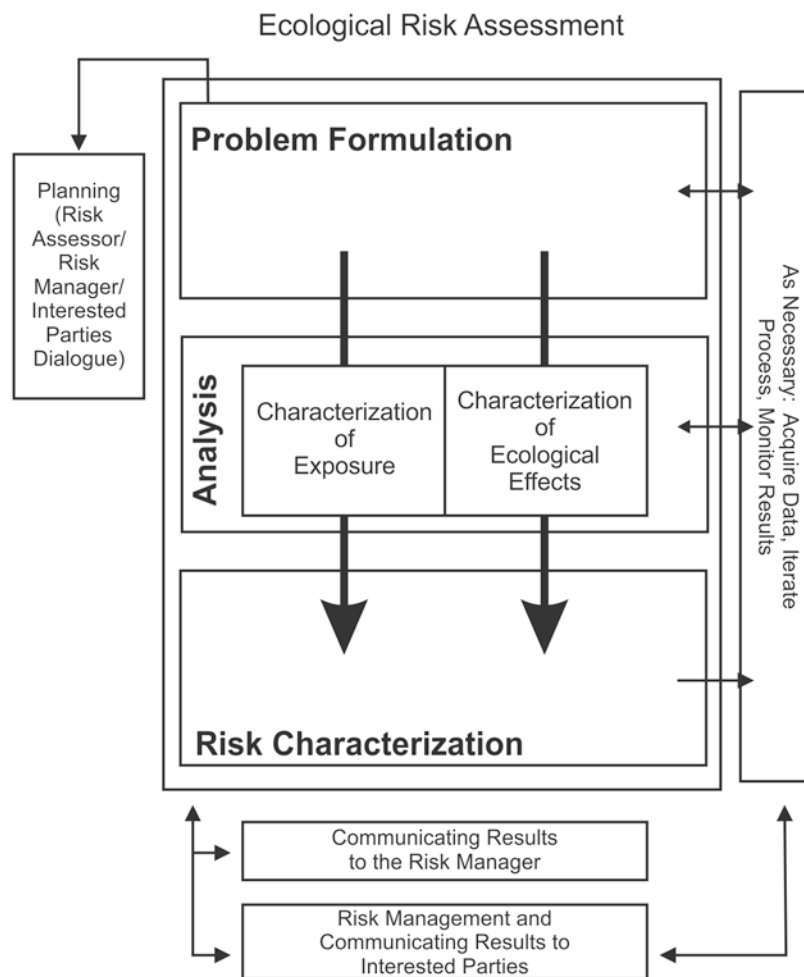 Ecological Risk Assessment
Problem Formulation
Planning
(Risk
Assessor/
Risk
Manager/
Interested
Parties
Dialogue)
Analysis
Characterization
of
Exposure
Characterization
of
Ecological
Effects
As Necessary: Acquire Data, Iterate
Process, Monitor Results
Risk Characterization
Communicating Results
to the Risk Manager
Risk Management and
Communicating Results to
Interested Parties